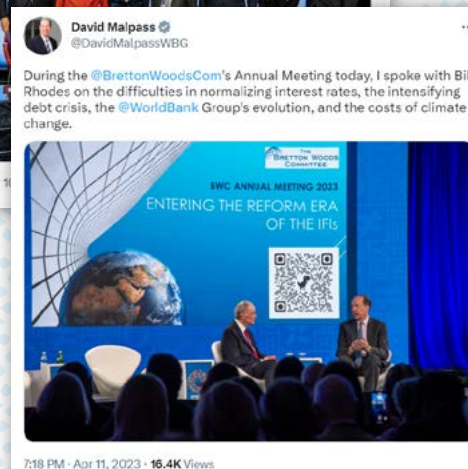 David Malpass
@DavidMalpassWBG
During the @BrettonWoodsCom's Annual Meeting today, I spoke with Bil
Rhodes on the difficulties in normalizing interest rates, the intensifying
debt crisis, the @WorldBank Group's evolution, and the costs of climate
change.
THE
BRETTON WOODS
COMMITTEE
BWC ANNUAL MEETING 2023
ENTERING THE REFORM ERA
OF THE IFIs
7:18 PM · Apr 11, 2023 · 16.4K Views